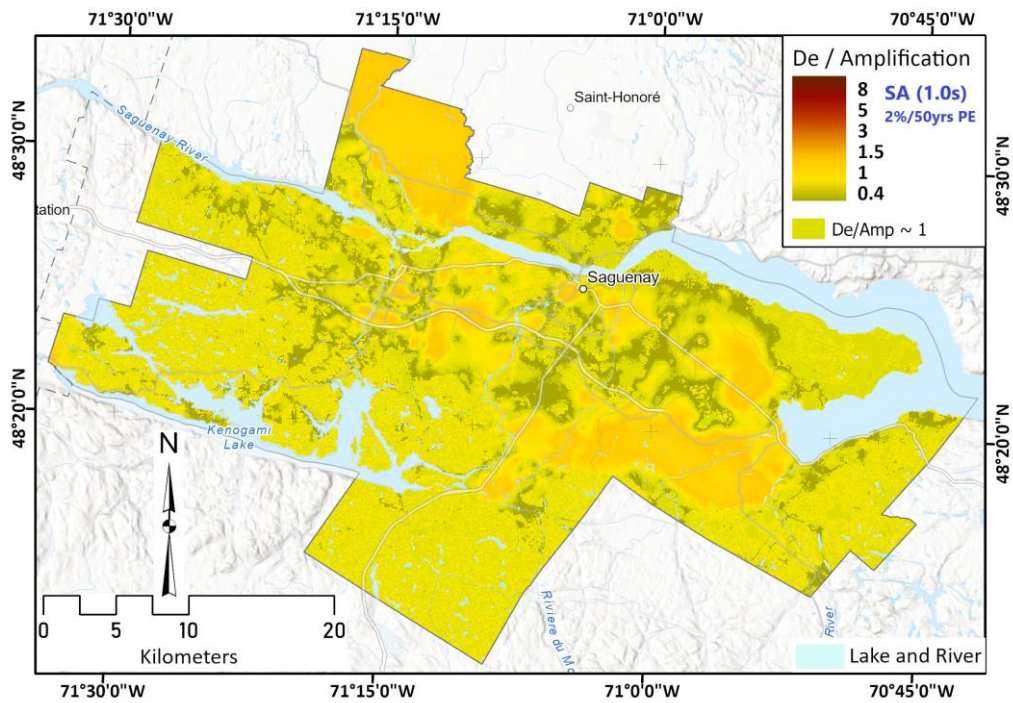 71°30'0"W 71°15'0"W 71°0'0"W 70°45'0"W
De / Amplification
8
5
3
1.5
1
0.4
SA (1.0s)
2%/50yrs PE
De/Amp ~ 1
Saint-Honoré
48°30'0"N
48°30'0"N
Saguenay River
tation
Saguenay
48°20'0"N
48°20'0"N
Kenogami
Lake
N
0 5 10 20
Kilometers
Riviere du Mo
River
Lake and River
71°30'0"W 71°15'0"W 71°0'0"W 70°45'0"W